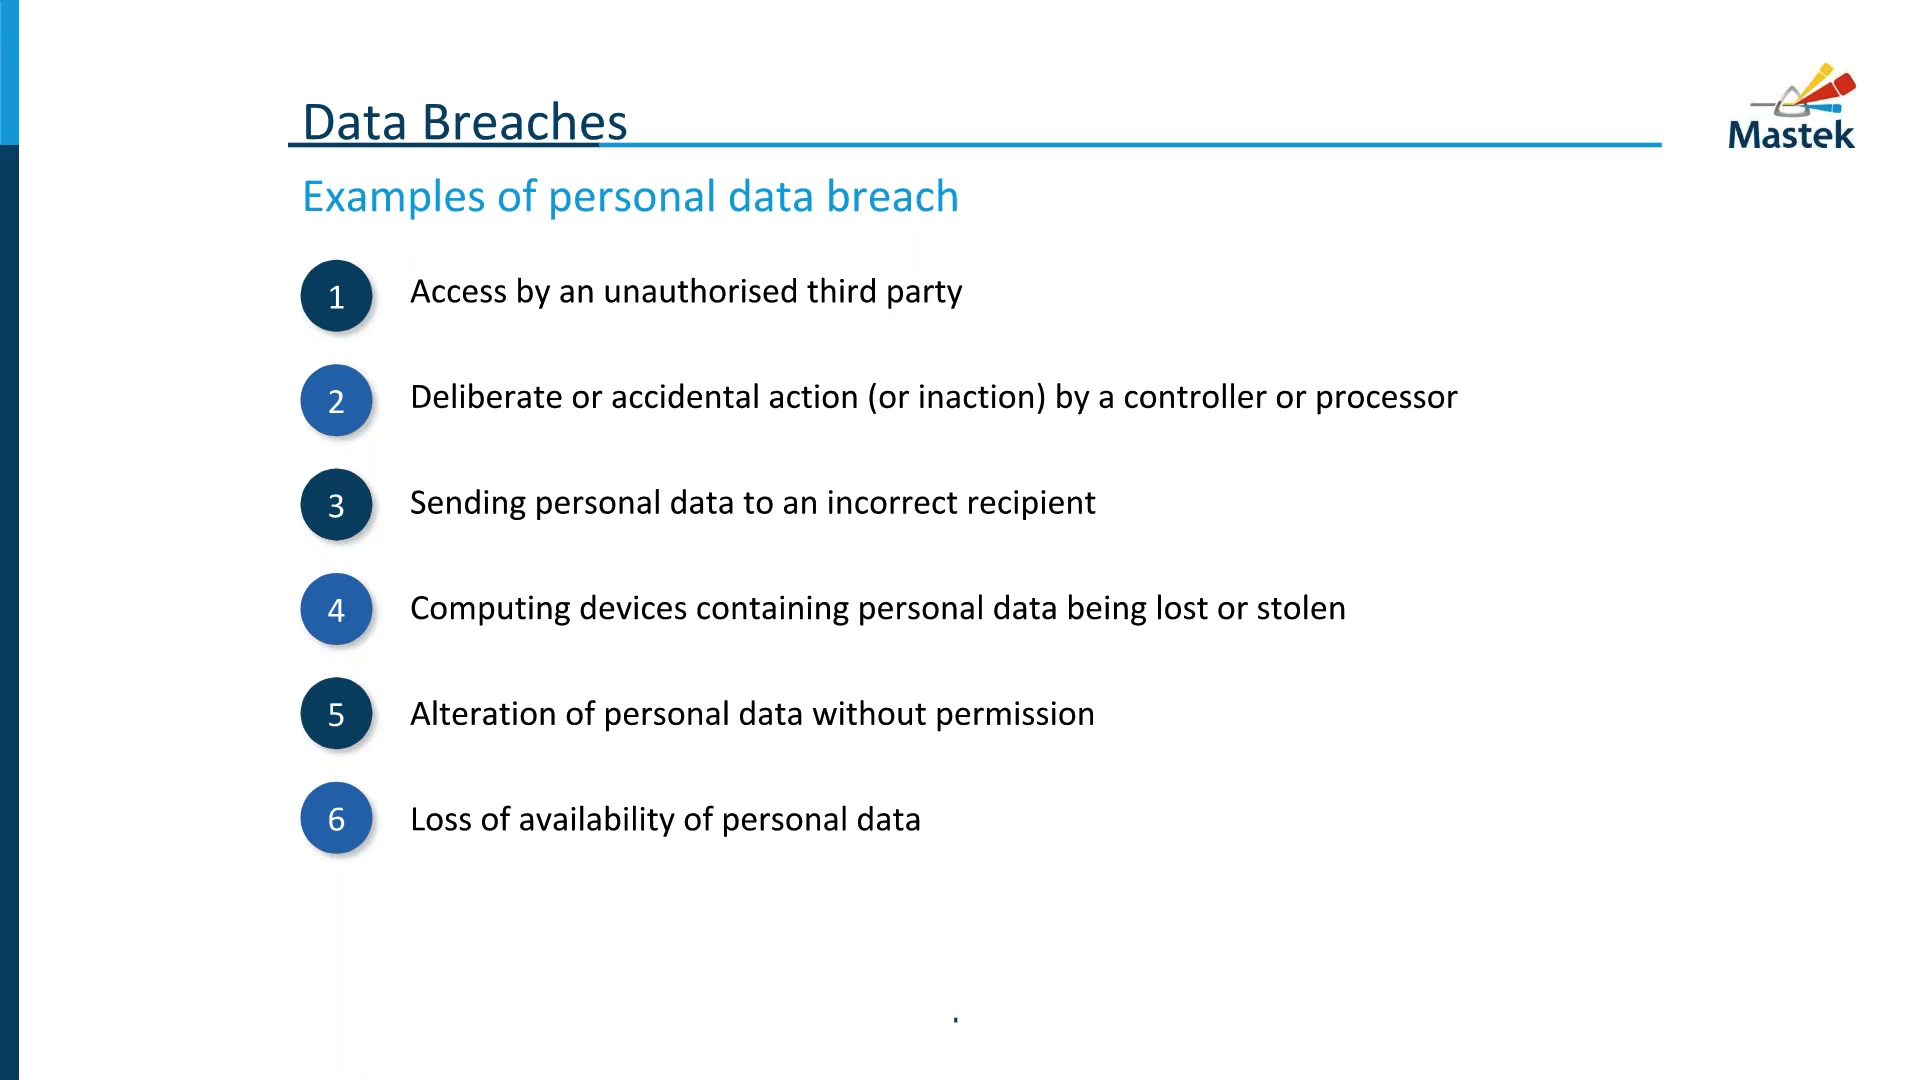 Data Breaches
Mastek
Examples of personal data breach
1 Access by an unauthorised third party
2 Deliberate or accidental action (or inaction) by a controller or processor
3 Sending personal data to an incorrect recipient
4 Computing devices containing personal data being lost or stolen
5 Alteration of personal data without permission
6 Loss of availability of personal data